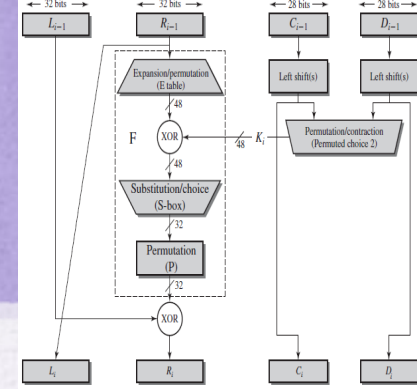 32 bits 32 bits 28 bits 28 bits
Lᵢ₋₁ Rᵢ₋₁ Cᵢ₋₁ Dᵢ₋₁
Expansion/permutation
(E table)
Left shift(s) Left shift(s)
48
F XOR 48 Kᵢ
Permutation/contraction
(Permuted choice 2)
48
Substitution/choice
(S-box)
32
Permutation
(P)
32
XOR
Lᵢ Rᵢ Cᵢ Dᵢ